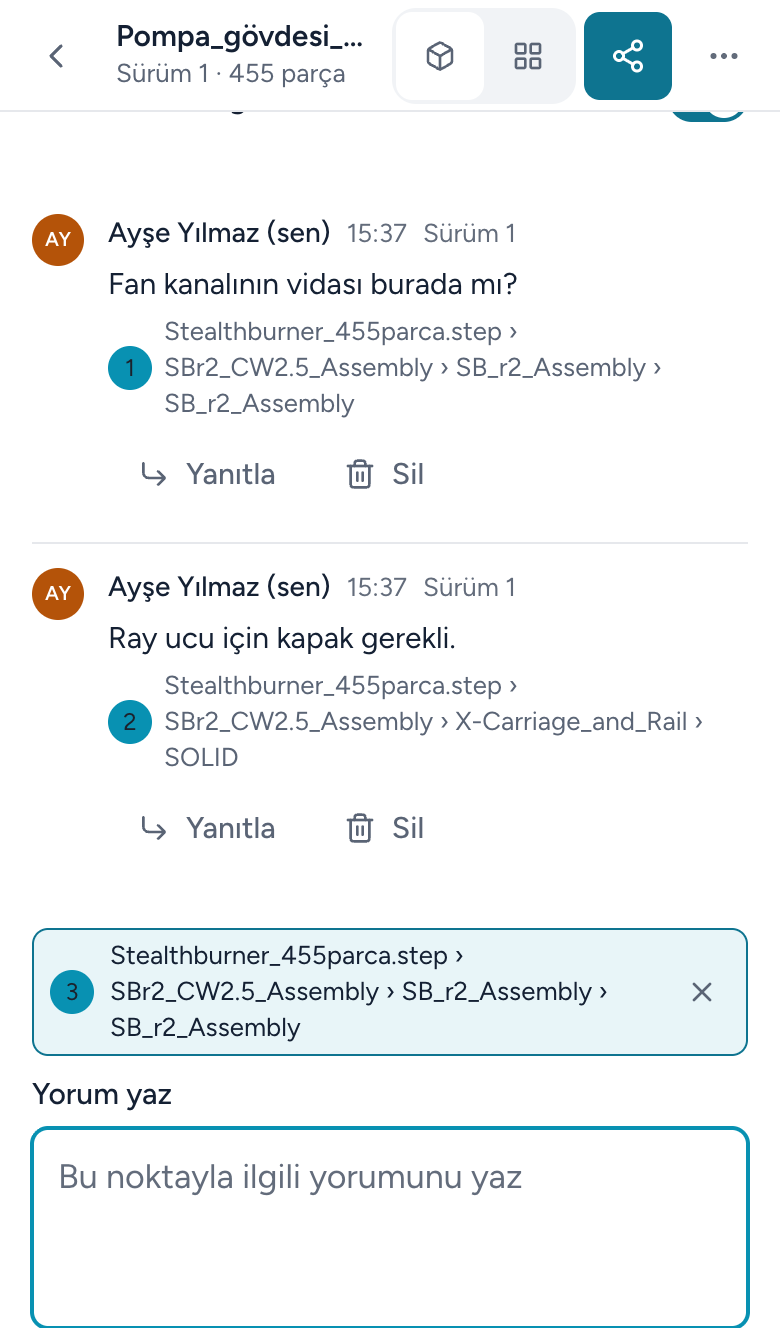 Pompa_gövdesi_...
Sürüm 1 · 455 parça
AY
Ayşe Yılmaz (sen) 15:37 Sürüm 1
Fan kanalının vidası burada mı?
Stealthburner_455parca.step ›
1
SBr2_CW2.5_Assembly › SB_r2_Assembly ›
SB_r2_Assembly
Yanıtla Sil
AY
Ayşe Yılmaz (sen) 15:37 Sürüm 1
Ray ucu için kapak gerekli.
Stealthburner_455parca.step ›
2
SBr2_CW2.5_Assembly › X-Carriage_and_Rail ›
SOLID
Yanıtla Sil
Stealthburner_455parca.step ›
3
SBr2_CW2.5_Assembly › SB_r2_Assembly ›
SB_r2_Assembly
Yorum yaz
Bu noktayla ilgili yorumunu yaz